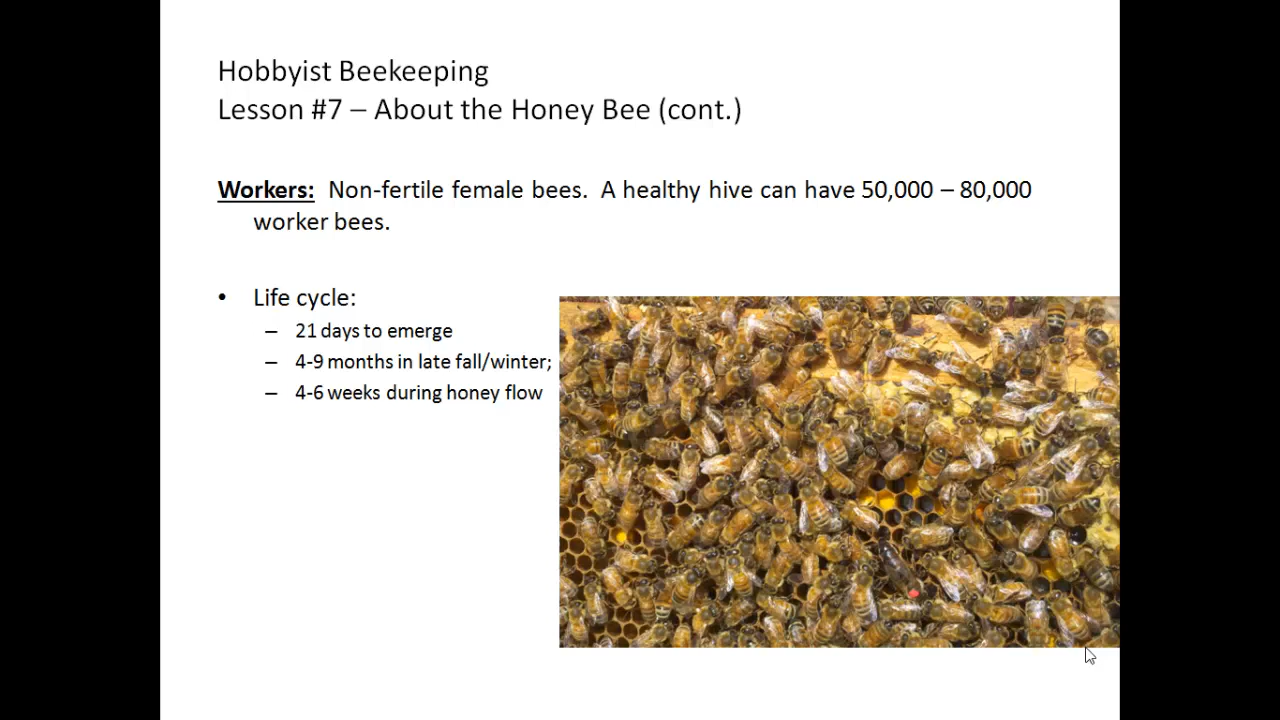 Hobbyist Beekeeping
Lesson #7 – About the Honey Bee (cont.)
Workers: Non-fertile female bees. A healthy hive can have 50,000 – 80,000
worker bees.
• Life cycle:
– 21 days to emerge
– 4-9 months in late fall/winter;
– 4-6 weeks during honey flow